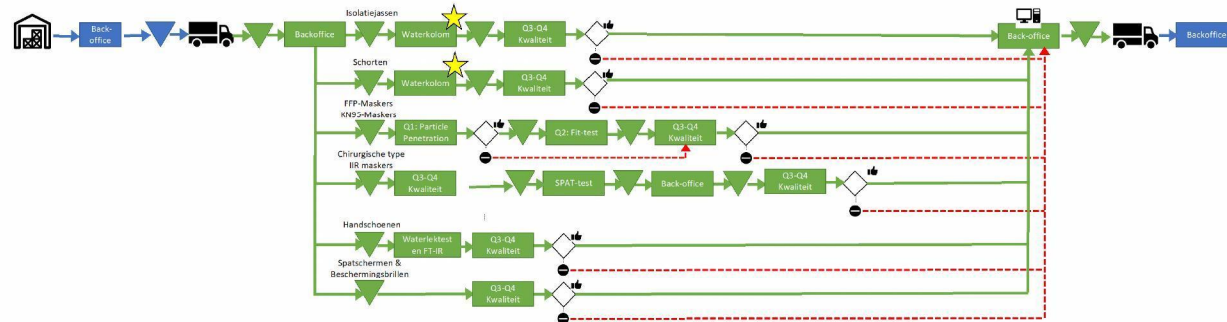 Isolatiejassen
Back-
office
Backoffice
Waterkolom
Q3-Q4
Kwaliteit
Back-office
Backoffice
Schorten
Waterkolom
Q3-Q4
Kwaliteit
FFP-Maskers
KN95-Maskers
Q1: Particle
Penetration
Q2: Fit-test
Q3-Q4
Kwaliteit
Chirurgische type
IIR maskers
Q3-Q4
Kwaliteit
SPAT-test
Back-office
Q3-Q4
Kwaliteit
Handschoenen
Waterlektest
en FT-IR
Q3-Q4
Kwaliteit
Spatschermen &
Beschermingsbrillen
Q3-Q4
Kwaliteit